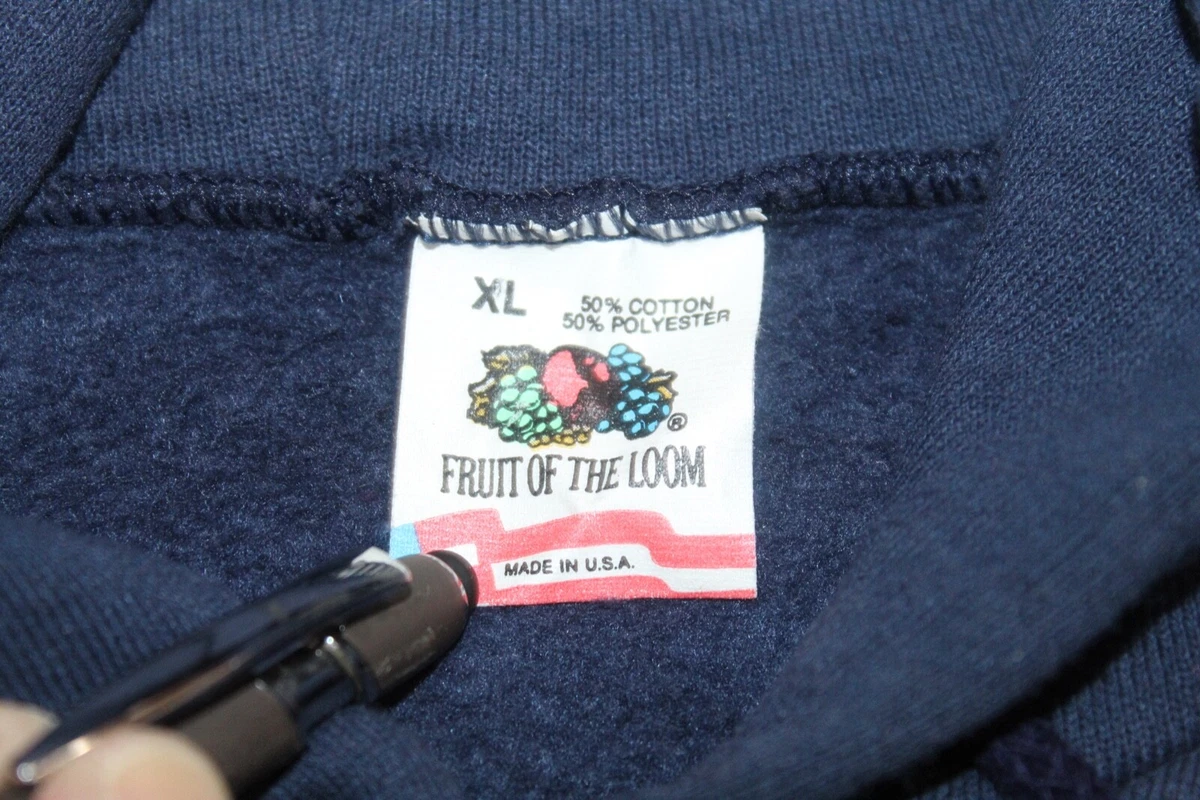 XL
50% COTTON
50% POLYESTER
®
FRUIT OF THE LOOM
MADE IN U.S.A.